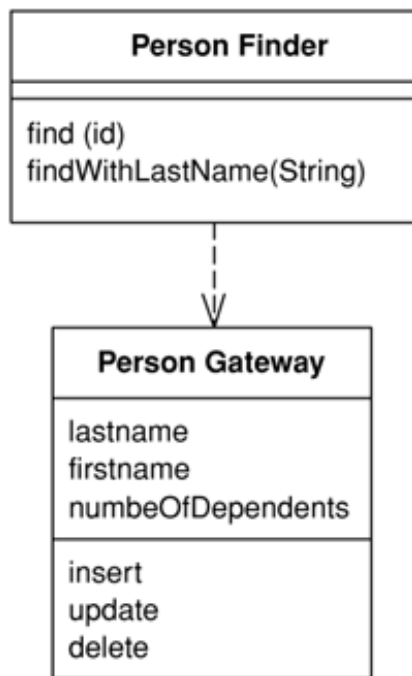 Person Finder
find (id)
findWithLastName(String)
Person Gateway
lastname
firstname
numbeOfDependents
insert
update
delete